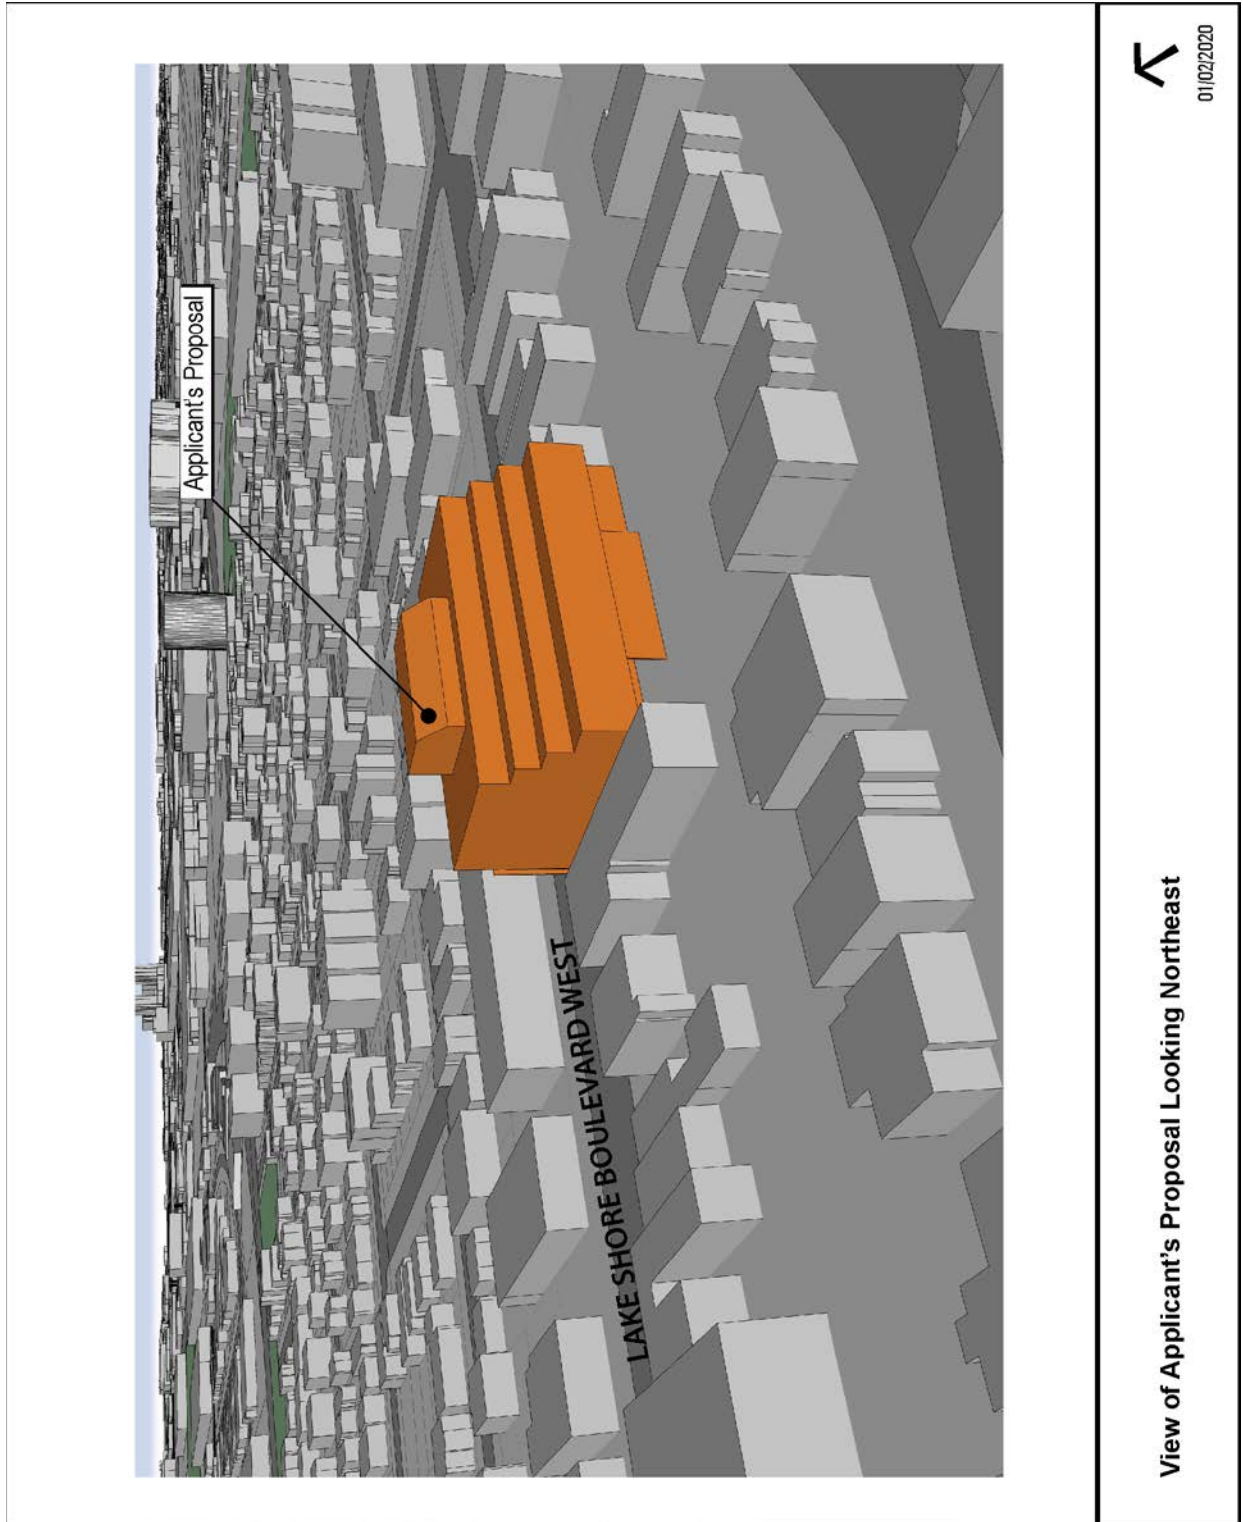 Applicant's Proposal
LAKE SHORE BOULEVARD WEST
View of Applicant's Proposal Looking Northeast
01/02/2020